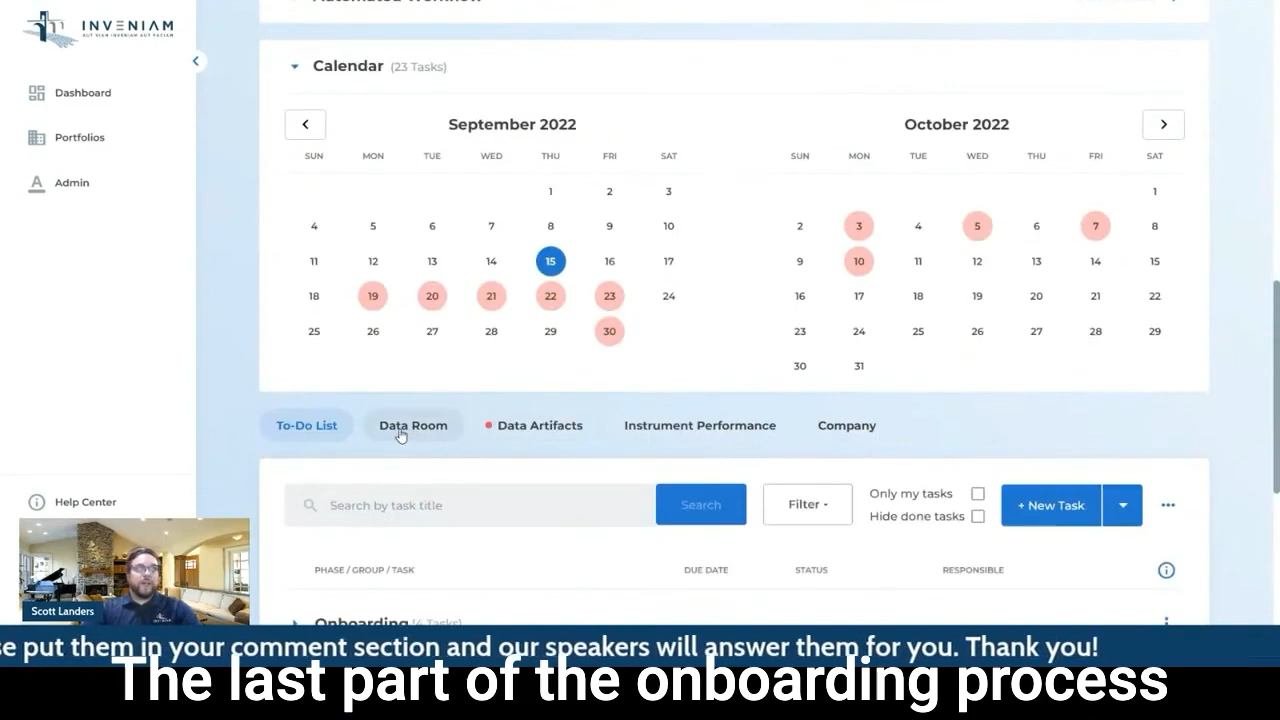 INVENIAM
AUT VIAM INVENIAM AUT FACIAM
Dashboard
Portfolios
Admin
Automated Workflow
Calendar (23 Tasks)
September 2022
SUN MON TUE WED THU FRI SAT
1 2 3
4 5 6 7 8 9 10
11 12 13 14 15 16 17
18 19 20 21 22 23 24
25 26 27 28 29 30
October 2022
SUN MON TUE WED THU FRI SAT
1
2 3 4 5 6 7 8
9 10 11 12 13 14 15
16 17 18 19 20 21 22
23 24 25 26 27 28 29
30 31
To-Do List Data Room Data Artifacts Instrument Performance Company
Search by task title Search Filter Only my tasks
Hide done tasks
+ New Task
PHASE / GROUP / TASK DUE DATE STATUS RESPONSIBLE
Onboarding (4 Tasks)
Help Center
Scott Landers
se put them in your comment section and our speakers will answer them for you. Thank you!
The last part of the onboarding process